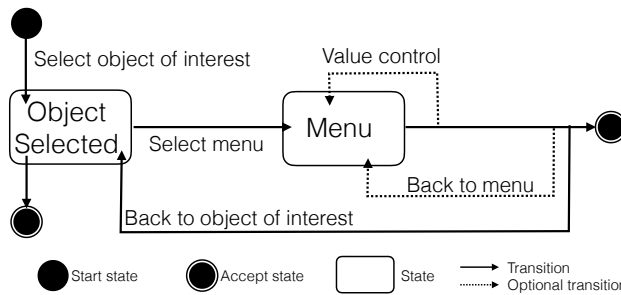 Select object of interest
Value control
Object
Selected
Menu
Select menu
Back to menu
Back to object of interest
Start state
Accept state
State
Transition
Optional transition